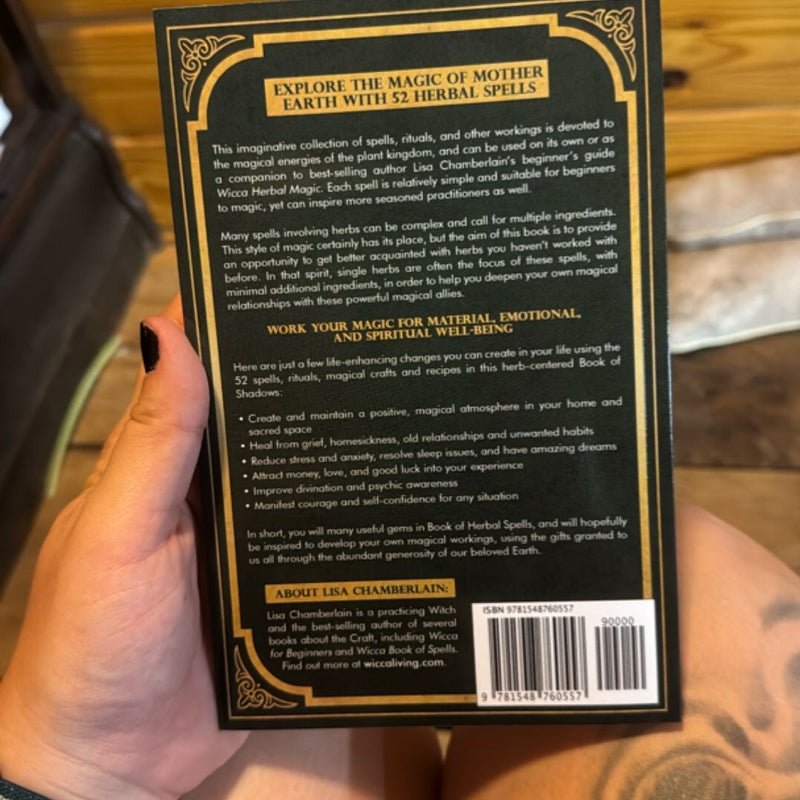 EXPLORE THE MAGIC OF MOTHER
EARTH WITH 52 HERBAL SPELLS
This imaginative collection of spells, rituals, and other workings is devoted to
the magical energies of the plant kingdom, and can be used on its own or as
a companion to best-selling author Lisa Chamberlain's beginner's guide
Wicca Herbal Magic. Each spell is relatively simple and suitable for beginners
to magic, yet can inspire more seasoned practitioners as well.
Many spells involving herbs can be complex and call for multiple ingredients.
This style of magic certainly has its place, but the aim of this book is to provide
an opportunity to get better acquainted with herbs you haven't worked with
before. In that spirit, single herbs are often the focus of these spells, with
minimal additional ingredients, in order to help you deepen your own magical
relationships with these powerful magical allies.
WORK YOUR MAGIC FOR MATERIAL, EMOTIONAL,
AND SPIRITUAL WELL-BEING
Here are just a few life-enhancing changes you can create in your life using the
52 spells, rituals, magical crafts and recipes in this herb-centered Book of
Shadows:
• Create and maintain a positive, magical atmosphere in your home and
sacred space
• Heal from grief, homesickness, old relationships and unwanted habits
• Reduce stress and anxiety, resolve sleep issues, and have amazing dreams
• Attract money, love, and good luck into your experience
• Improve divination and psychic awareness
• Manifest courage and self-confidence for any situation
In short, you will many useful gems in Book of Herbal Spells, and will hopefully
be inspired to develop your own magical workings, using the gifts granted to
us all through the abundant generosity of our beloved Earth.
ABOUT LISA CHAMBERLAIN:
Lisa Chamberlain is a practicing Witch
and the best-selling author of several
books about the Craft, including Wicca
for Beginners and Wicca Book of Spells.
Find out more at wiccaliving.com.
ISBN 9781548760557
90000
9 781548 760557